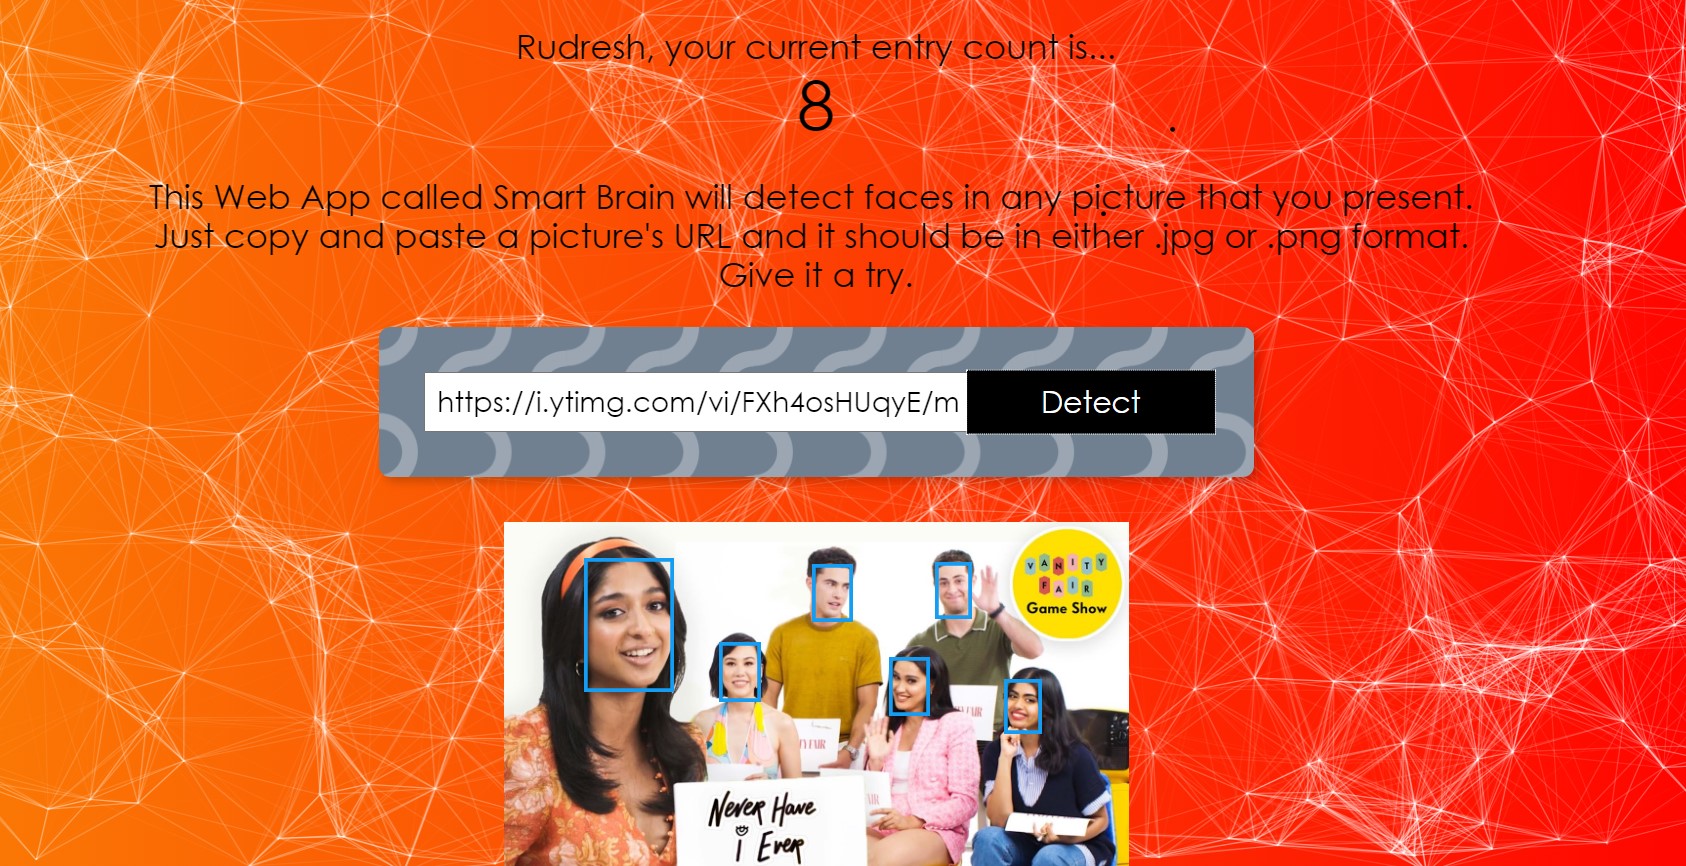 Rudresh, your current entry count is...
8
This Web App called Smart Brain will detect faces in any picture that you present.
Just copy and paste a picture's URL and it should be in either .jpg or .png format.
Give it a try.
https://i.ytimg.com/vi/FXh4osHUqyE/m
Detect
VANITY
FAIR
Game Show
Never Have
i Ever